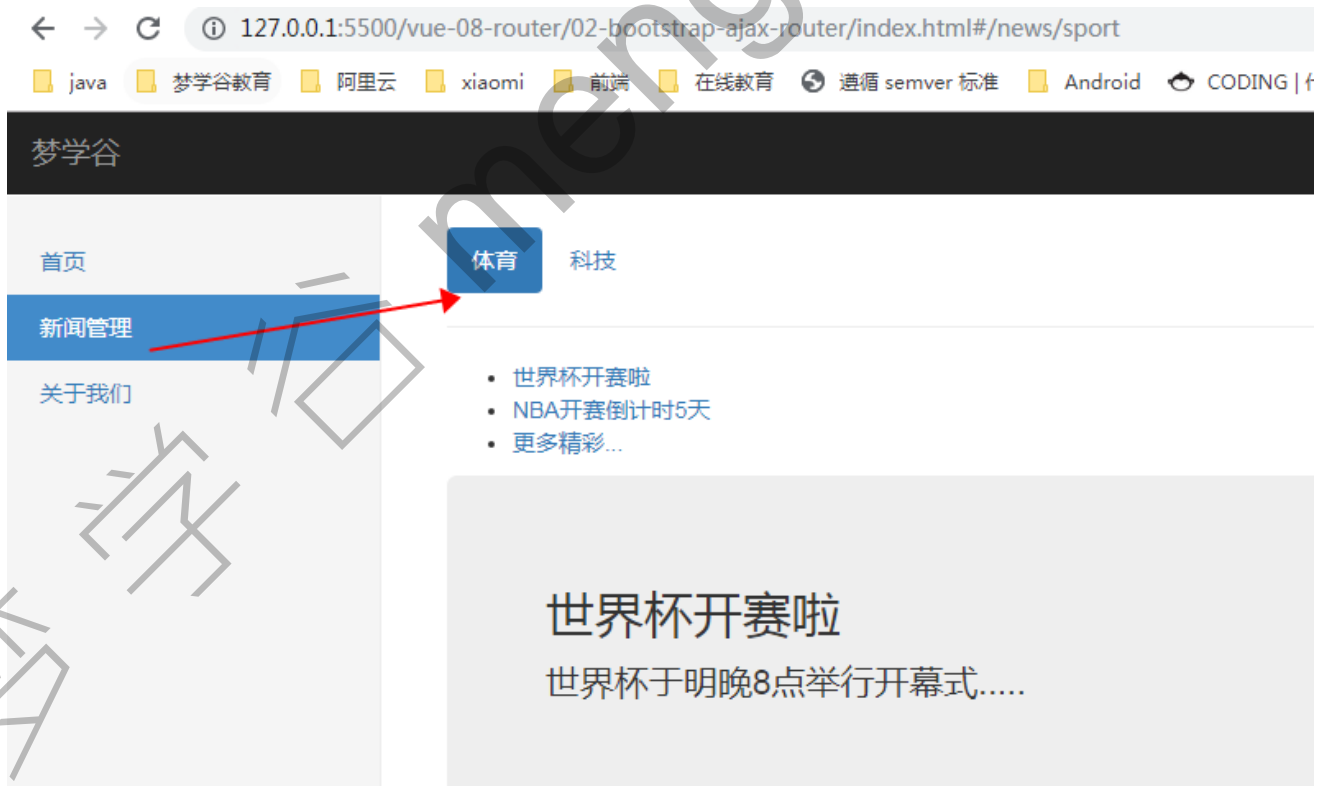 127.0.0.1:5500/vue-08-router/02-bootstrap-ajax-router/index.html#/news/sport
java 梦学谷教育 阿里云 xiaomi 前端 在线教育 遵循 semver 标准 Android CODING |
梦学谷
首页
新闻管理
关于我们
体育 科技
世界杯开赛啦
NBA开赛倒计时5天
更多精彩...
世界杯开赛啦
世界杯于明晚8点举行开幕式.....
梦学谷 meng